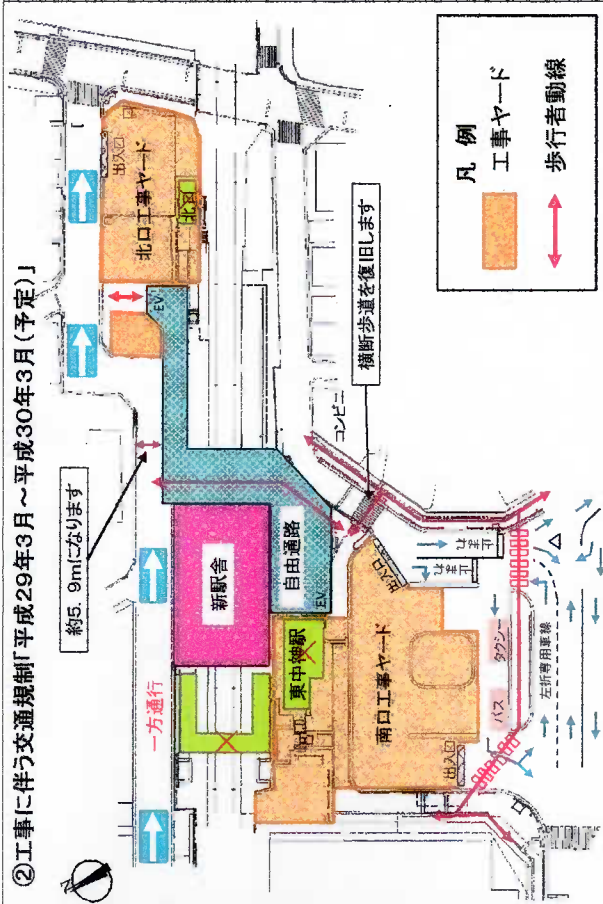 ②工事に伴う交通規制「平成29年3月～平成30年3月(予定)」
N
約5.9mになります
一方通行
出入口
北口工事ヤード
北口
EV
新駅舎
自由通路
EV
東中神駅
南口工事ヤード
出入口
出入口
横断歩道を復旧します
コンビニ
止まれ
止まれ
バス
タクシー
左折専用車線
凡例
工事ヤード
歩行者動線